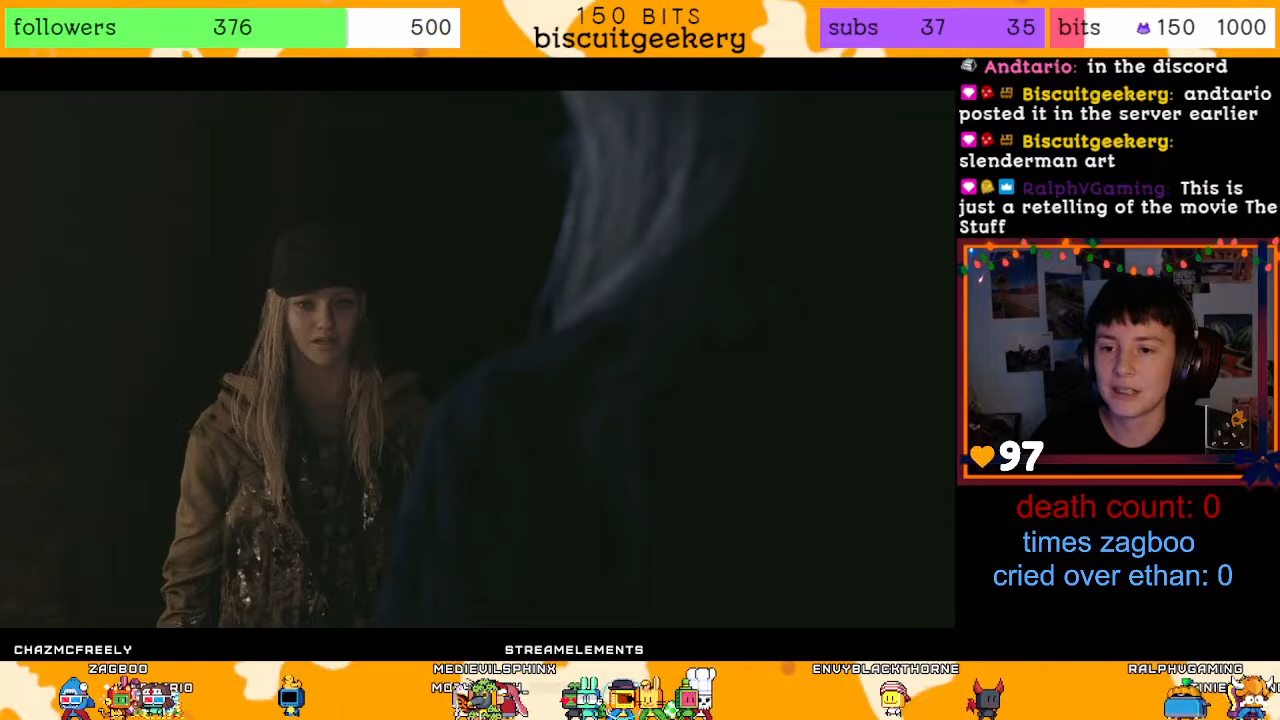 followers 376 500
150 BITS
biscuitgeekery
subs 37 35
bits 150 1000
Andtario: in the discord
Biscuitgeekery: andtario
posted it in the server earlier
Biscuitgeekery:
slenderman art
RalphVGaming: This is
just a retelling of the movie The
Stuff
97
death count: 0
times zagboo
cried over ethan: 0
CHAZMCFREELY
STREAMELEMENTS
ZAGBOO
MEDIEVILSPHINX
ENVYBLACKTHORNE
RALPHVGAMING